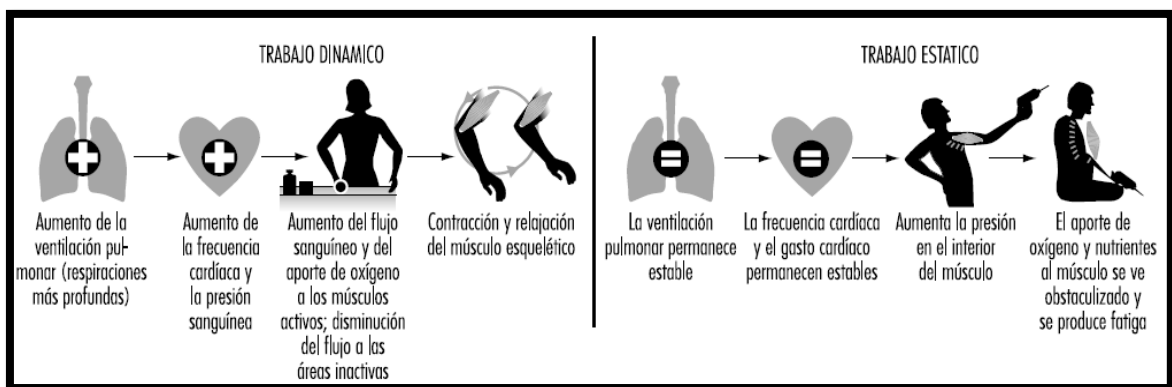 TRABAJO DINAMICO
Aumento de la
ventilación pul-
monar (respiraciones
más profundas)
Aumento de
la frecuencia
cardíaca y
la presión
sanguínea
Aumento del flujo
sanguíneo y del
aporte de oxígeno
a los músculos
activos; disminución
del flujo a las
áreas inactivas
Contracción y relajación
del músculo esquelético
TRABAJO ESTATICO
La ventilación
pulmonar permanece
estable
La frecuencia cardíaca
y el gasto cardíaco
permanecen estables
Aumenta la presión
en el interior
del músculo
El aporte de
oxígeno y nutrientes
al músculo se ve
obstaculizado y
se produce fatiga